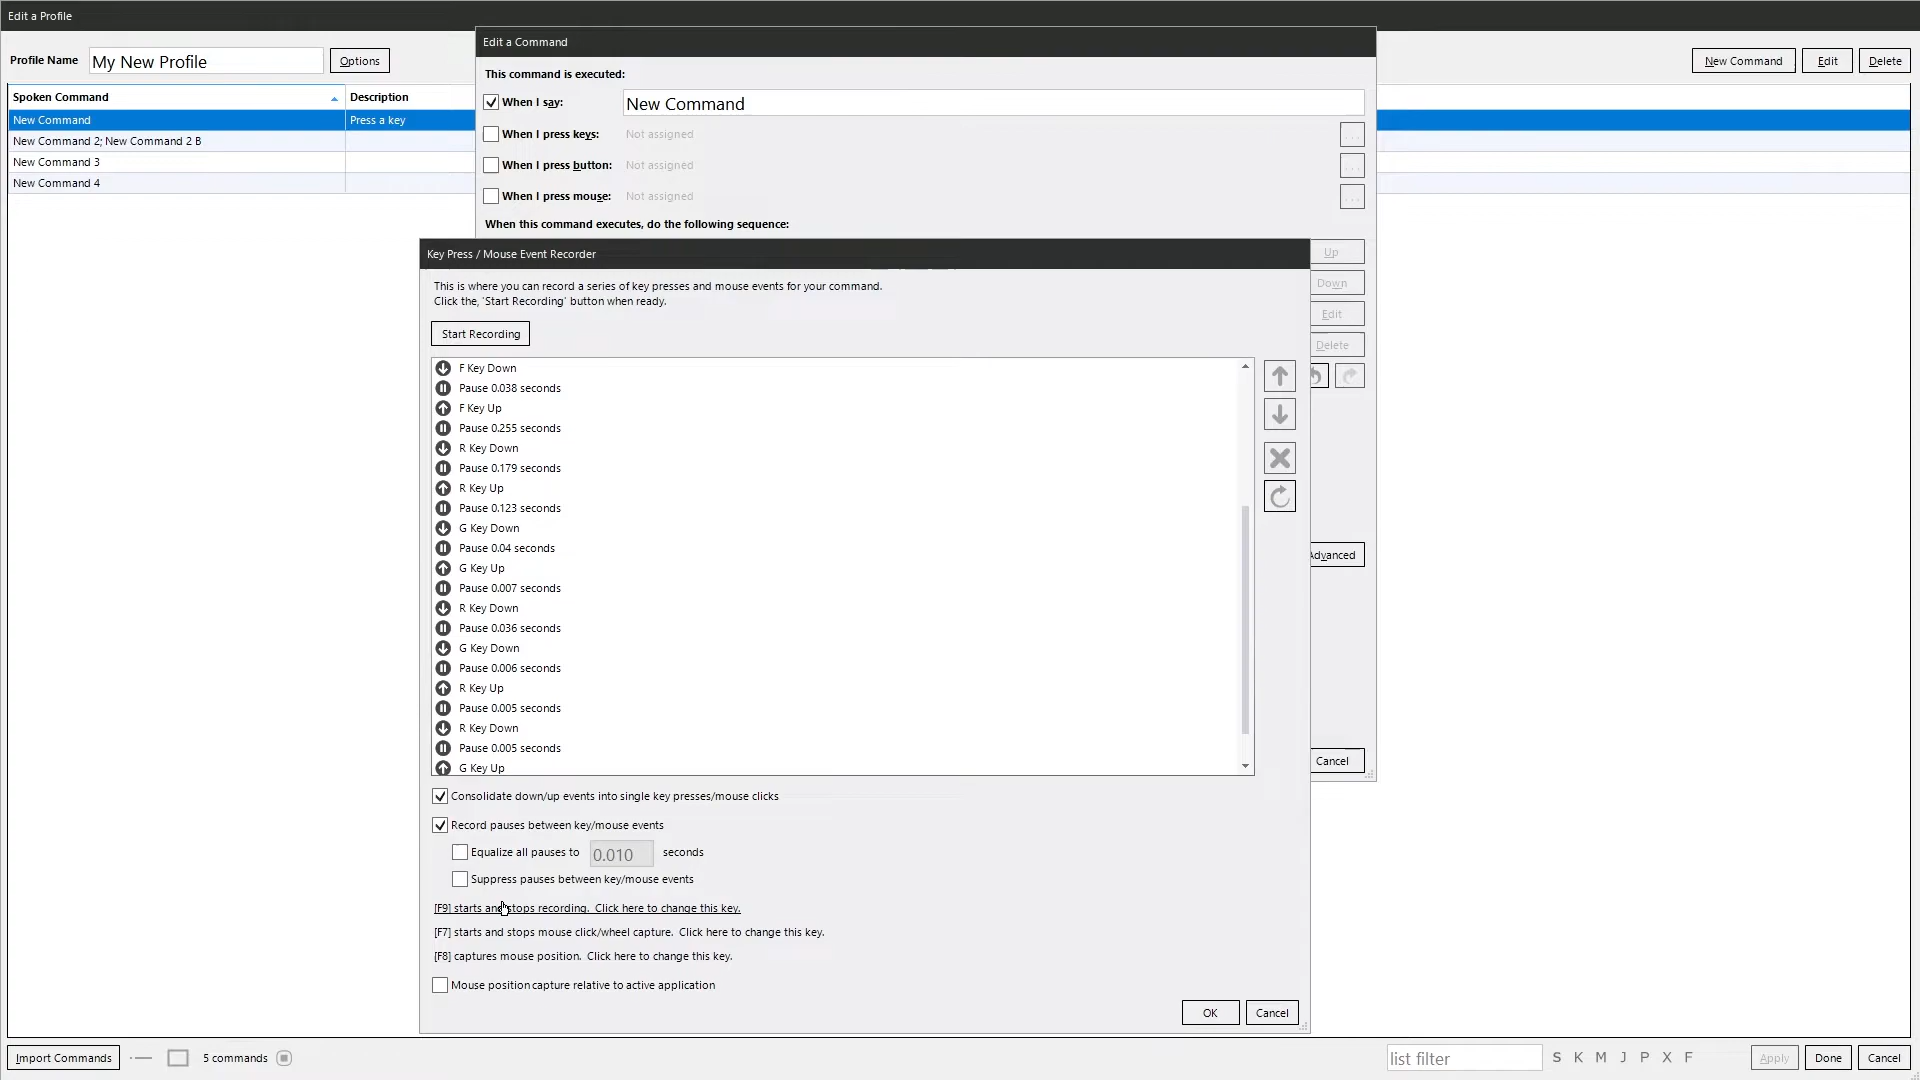 Edit a Profile
Profile Name My New Profile Options
New Command Edit Delete
Spoken Command Description
New Command Press a key
New Command 2; New Command 2 B
New Command 3
New Command 4
Edit a Command
This command is executed:
When I say: New Command
When I press keys: Not assigned ...
When I press button: Not assigned ...
When I press mouse: Not assigned ...
When this command executes, do the following sequence:
Up
Down
Edit
Delete
Advanced
Cancel
Key Press / Mouse Event Recorder
This is where you can record a series of key presses and mouse events for your command.
Click the, 'Start Recording' button when ready.
Start Recording
F Key Down
Pause 0.038 seconds
F Key Up
Pause 0.255 seconds
R Key Down
Pause 0.179 seconds
R Key Up
Pause 0.123 seconds
G Key Down
Pause 0.04 seconds
G Key Up
Pause 0.007 seconds
R Key Down
Pause 0.036 seconds
G Key Down
Pause 0.006 seconds
R Key Up
Pause 0.005 seconds
R Key Down
Pause 0.005 seconds
G Key Up
Consolidate down/up events into single key presses/mouse clicks
Record pauses between key/mouse events
Equalize all pauses to 0.010 seconds
Suppress pauses between key/mouse events
[F9] starts and stops recording. Click here to change this key.
[F7] starts and stops mouse click/wheel capture. Click here to change this key.
[F8] captures mouse position. Click here to change this key.
Mouse position capture relative to active application
OK Cancel
Import Commands 5 commands list filter S K M J P X F Apply Done Cancel